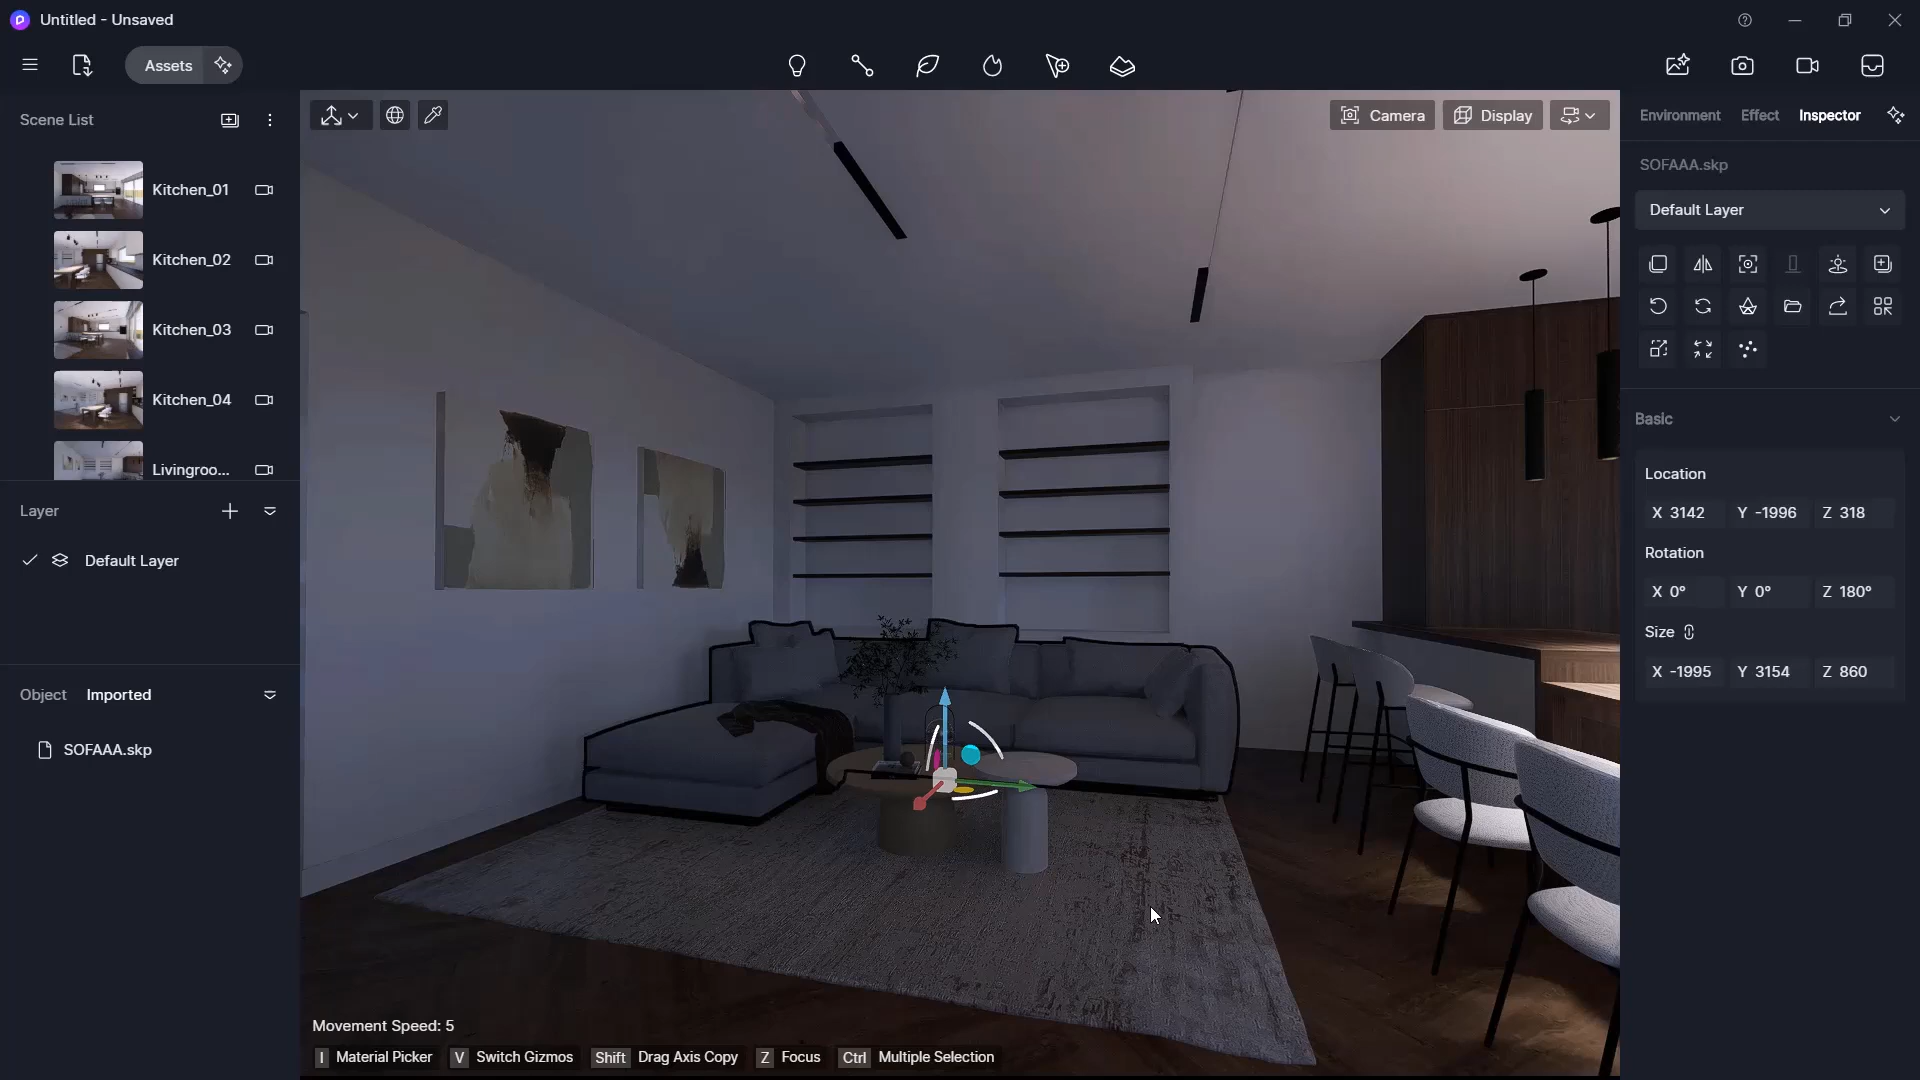 Untitled - Unsaved
Assets
Scene List
Kitchen_01
Kitchen_02
Kitchen_03
Kitchen_04
Livingroo...
Layer
Default Layer
Object Imported
SOFAAA.skp
Camera
Display
Movement Speed: 5
I Material Picker V Switch Gizmos Shift Drag Axis Copy Z Focus Ctrl Multiple Selection
Environment Effect Inspector
SOFAAA.skp
Default Layer
Basic
Location
X 3142 Y -1996 Z 318
Rotation
X 0° Y 0° Z 180°
Size
X -1995 Y 3154 Z 860